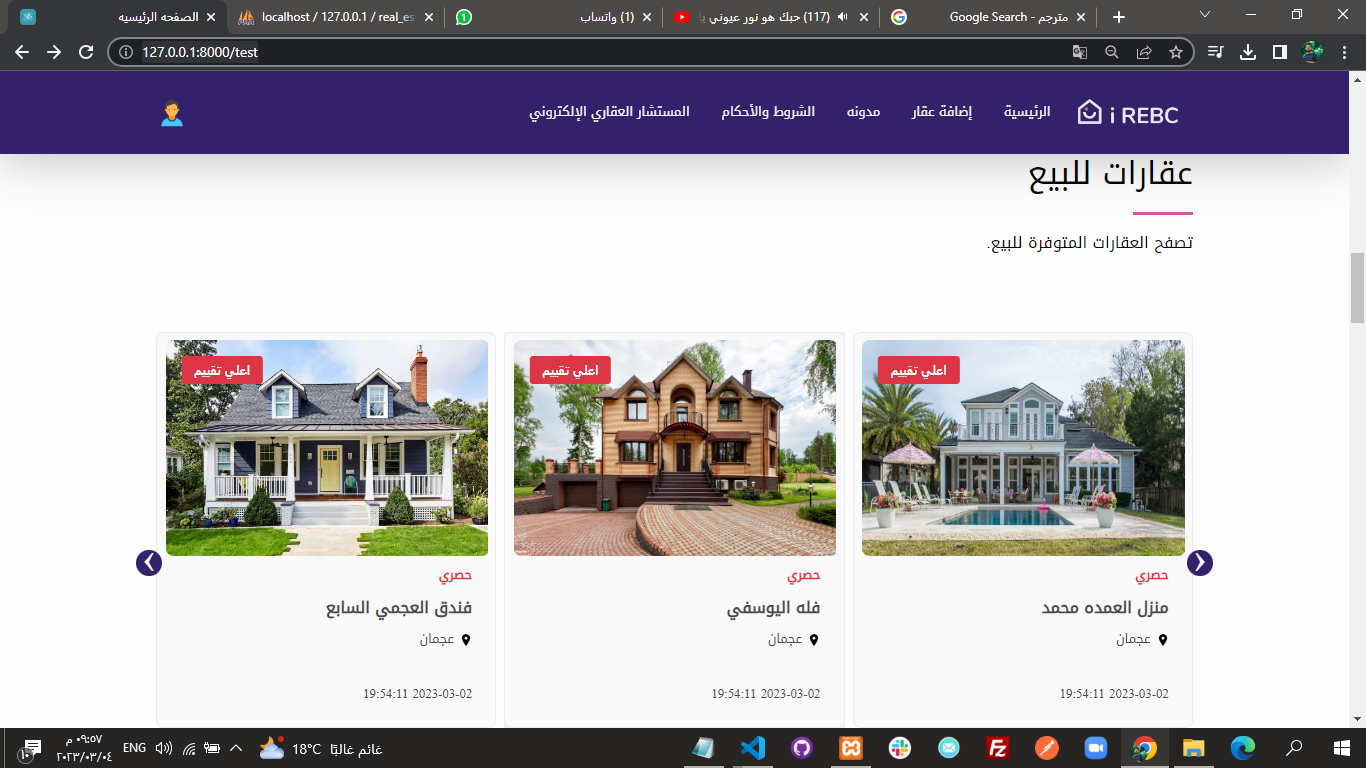 الصفحه الرئيسيه
localhost / 127.0.0.1 / real_es
(1) واتساب
(117) حبك هو نور عيوني يا
مترجم - Google Search
127.0.0.1:8000/test
i REBC
الرئيسية
إضافة عقار
مدونه
الشروط والأحكام
المستشار العقاري الإلكتروني
عقارات للبيع
تصفح العقارات المتوفرة للبيع.
اعلي تقييم
حصري
منزل العمده محمد
عجمان
2023-03-02 19:54:11
اعلي تقييم
حصري
فله اليوسفي
عجمان
2023-03-02 19:54:11
اعلي تقييم
حصري
فندق العجمي السابع
عجمان
2023-03-02 19:54:11
18°C غائم غالبًا
ENG
٠٩:٥٧ م
٢٠٢٣/٠٣/٠٤